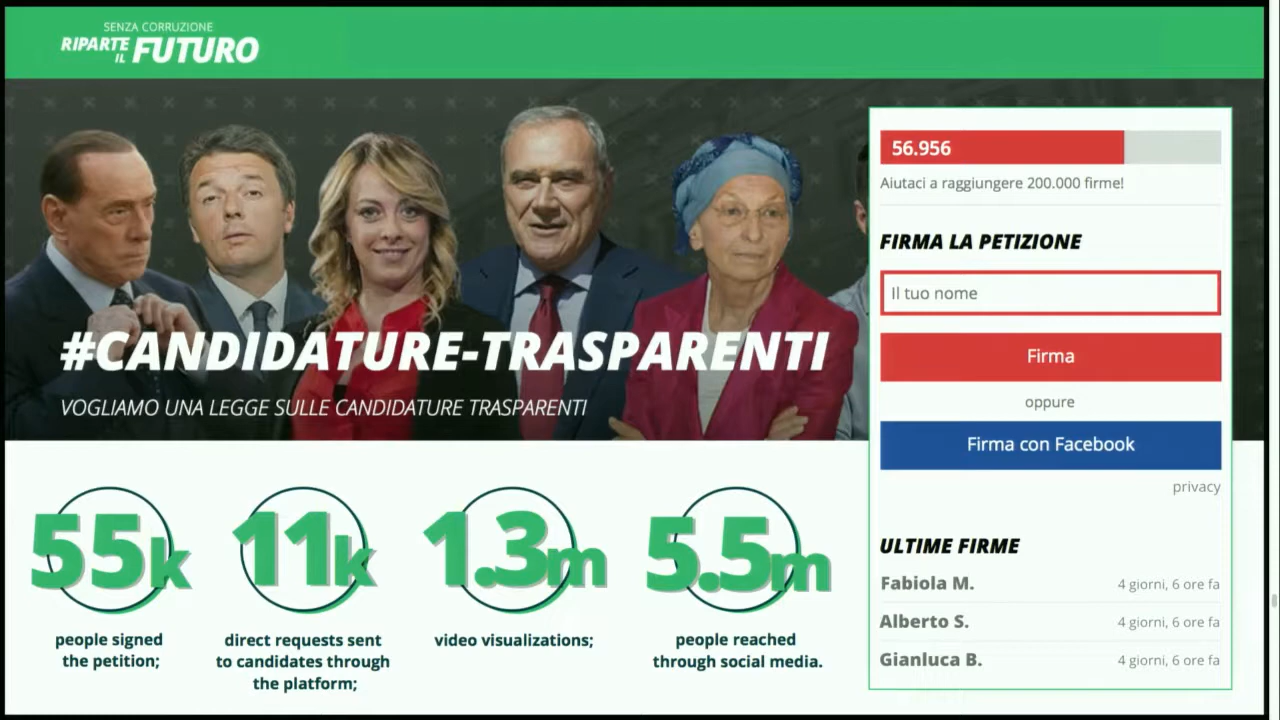 SENZA CORRUZIONE
RIPARTE
IL FUTURO
#CANDIDATURE-TRASPARENTI
VOGLIAMO UNA LEGGE SULLE CANDIDATURE TRASPARENTI
56.956
Aiutaci a raggiungere 200.000 firme!
FIRMA LA PETIZIONE
Il tuo nome
Firma
oppure
Firma con Facebook
privacy
ULTIME FIRME
Fabiola M. 4 giorni, 6 ore fa
Alberto S. 4 giorni, 6 ore fa
Gianluca B. 4 giorni, 6 ore fa
55k
people signed
the petition;
11k
direct requests sent
to candidates through
the platform;
1.3m
video visualizations;
5.5m
people reached
through social media.